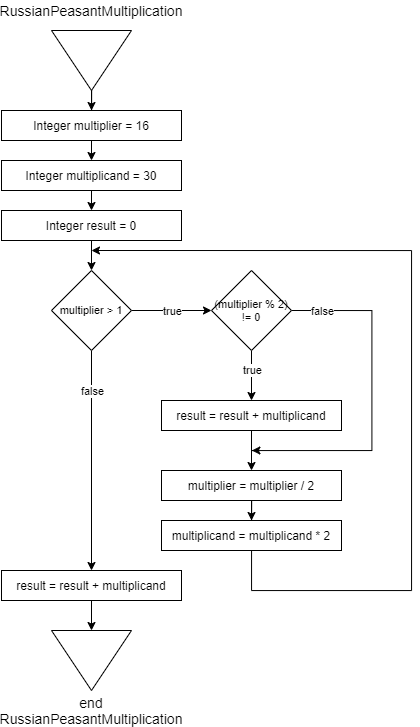 RussianPeasantMultiplication
Integer multiplier = 16
Integer multiplicand = 30
Integer result = 0
multiplier > 1
true
(multiplier % 2)
!= 0
false
true
false
result = result + multiplicand
multiplier = multiplier / 2
multiplicand = multiplicand * 2
result = result + multiplicand
end
RussianPeasantMultiplication